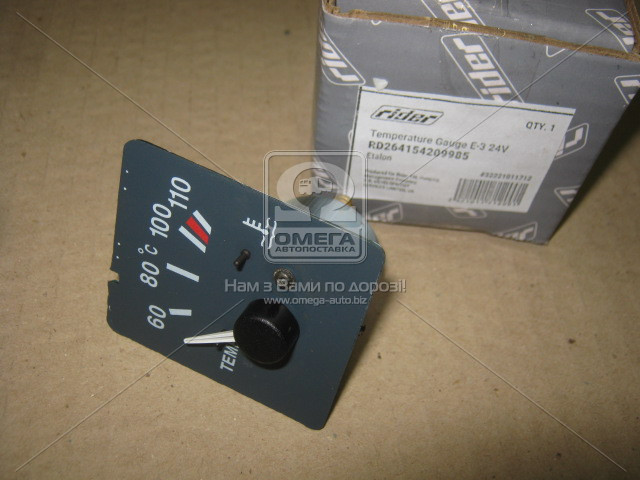 rider
rider
QTY. 1
Temperature Gauge E-3 24V
RD264154209985
Etalon
110
100
°C
80
60
TEM
ОМЕГА
АВТОПОСТАВКА
Нам з Вами по дорозі!
www.omega-auto.biz